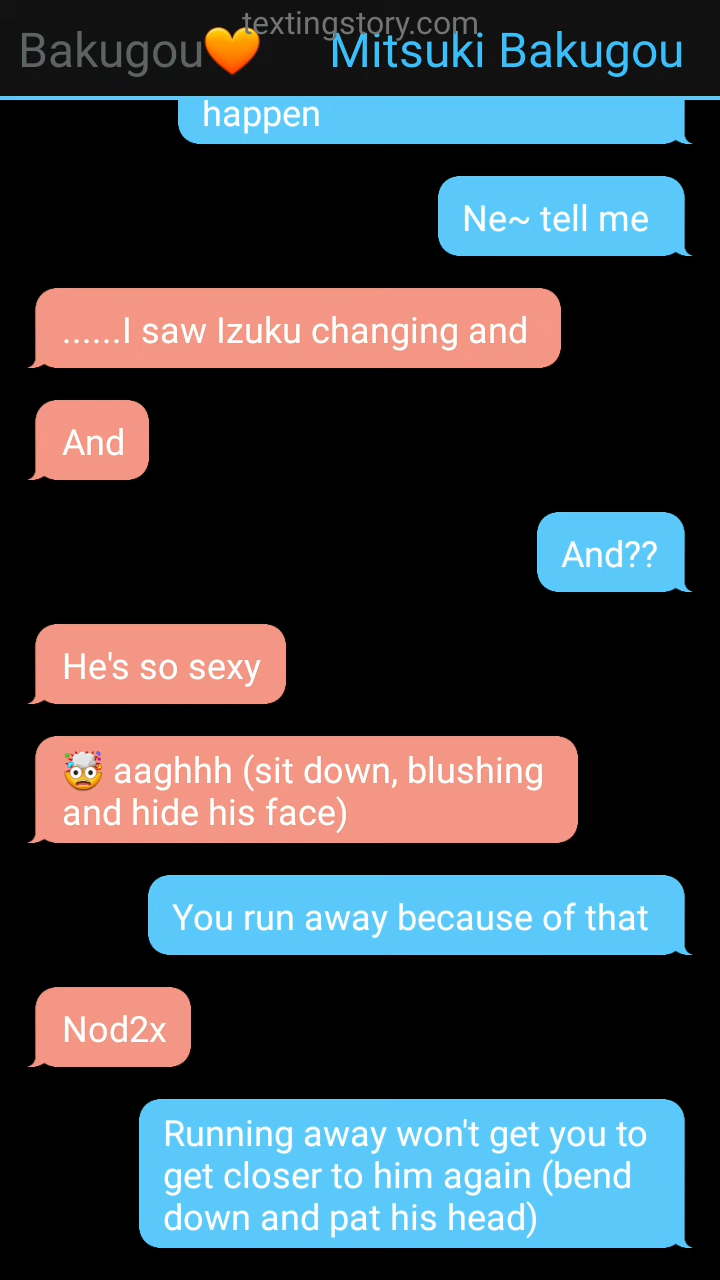 textingstory.com
Bakugou🧡 Mitsuki Bakugou
happen
Ne~ tell me
......I saw Izuku changing and
And
And??
He's so sexy
🤯 aaghhh (sit down, blushing
and hide his face)
You run away because of that
Nod2x
Running away won't get you to
get closer to him again (bend
down and pat his head)